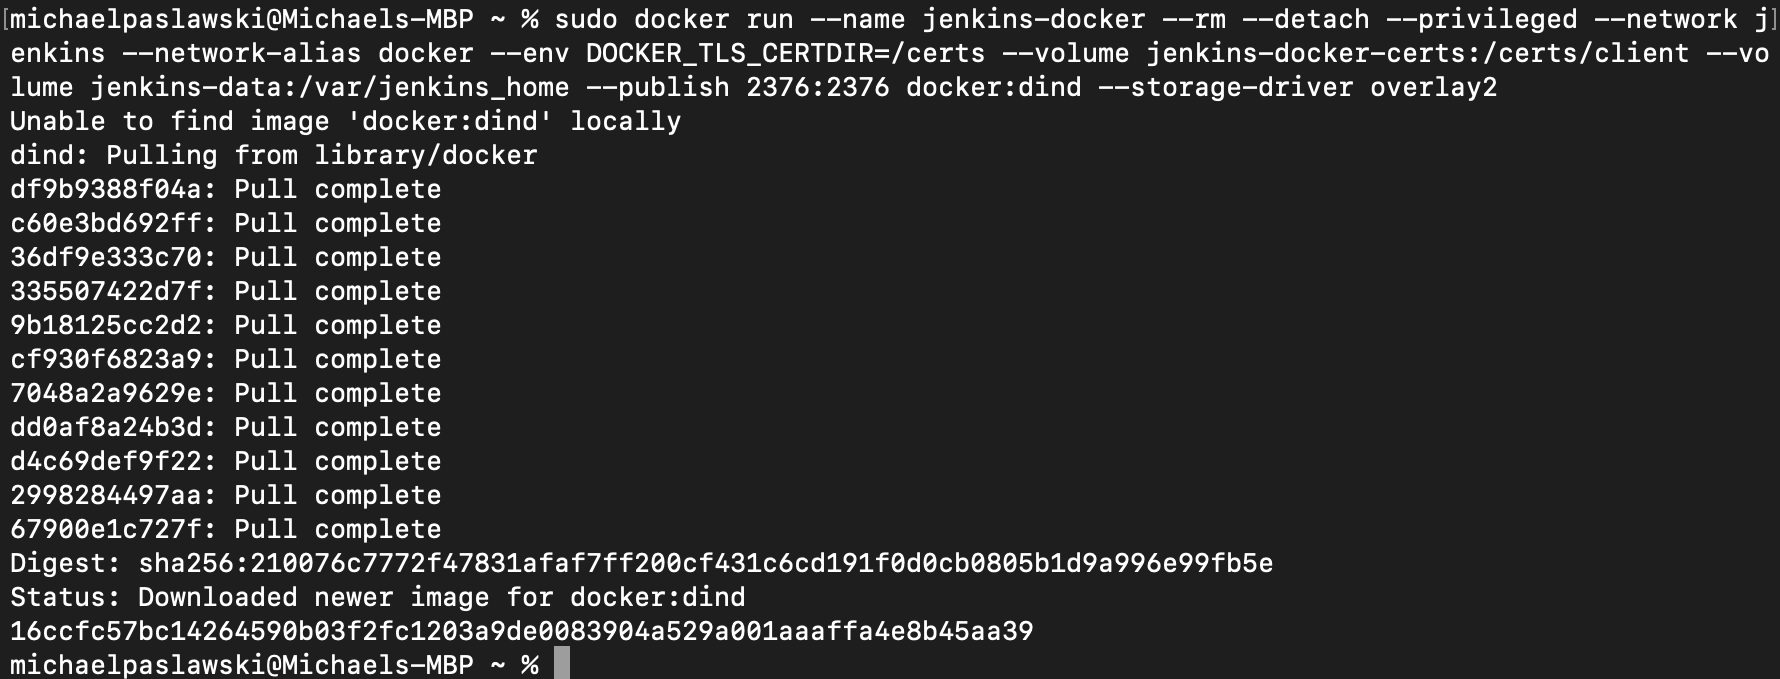 [michaelpaslawski@Michaels-MBP ~ % sudo docker run --name jenkins-docker --rm --detach --privileged --network j]
enkins --network-alias docker --env DOCKER_TLS_CERTDIR=/certs --volume jenkins-docker-certs:/certs/client --vo
lume jenkins-data:/var/jenkins_home --publish 2376:2376 docker:dind --storage-driver overlay2
Unable to find image 'docker:dind' locally
dind: Pulling from library/docker
df9b9388f04a: Pull complete
c60e3bd692ff: Pull complete
36df9e333c70: Pull complete
335507422d7f: Pull complete
9b18125cc2d2: Pull complete
cf930f6823a9: Pull complete
7048a2a9629e: Pull complete
dd0af8a24b3d: Pull complete
d4c69def9f22: Pull complete
2998284497aa: Pull complete
67900e1c727f: Pull complete
Digest: sha256:210076c7772f47831afaf7ff200cf431c6cd191f0d0cb0805b1d9a996e99fb5e
Status: Downloaded newer image for docker:dind
16ccfc57bc14264590b03f2fc1203a9de0083904a529a001aaaffa4e8b45aa39
michaelpaslawski@Michaels-MBP ~ %